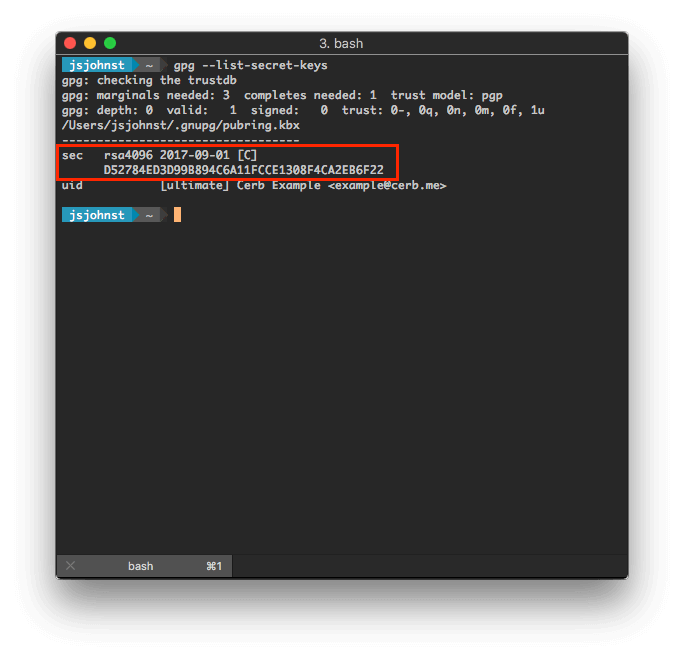 3. bash
jsjohnst ~ gpg --list-secret-keys
gpg: checking the trustdb
gpg: marginals needed: 3  completes needed: 1  trust model: pgp
gpg: depth: 0  valid:   1  signed:   0  trust: 0-, 0q, 0n, 0m, 0f, 1u
/Users/jsjohnst/.gnupg/pubring.kbx
----------------------------------
sec   rsa4096 2017-09-01 [C]
      D52784ED3D99B894C6A11FCCE1308F4CA2EB6F22
uid           [ultimate] Cerb Example <example@cerb.me>
jsjohnst ~
bash ⌘1